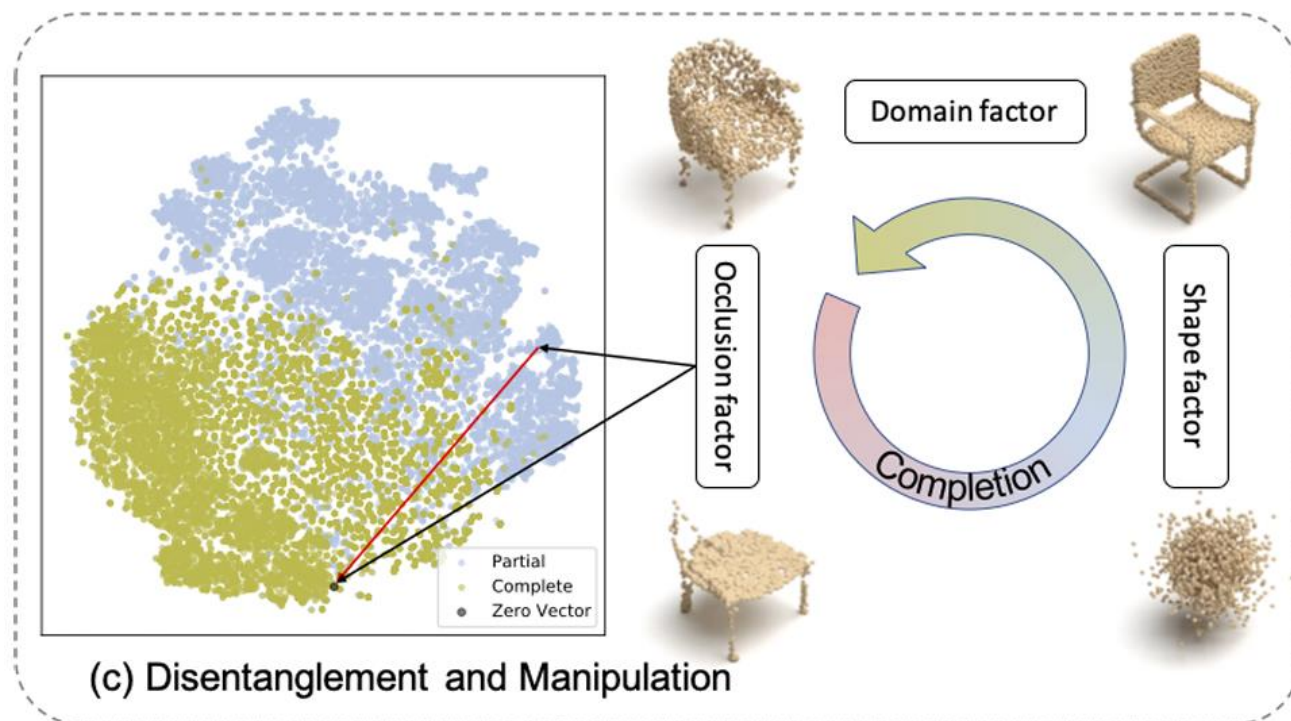 Domain factor
Occlusion factor
Shape factor
Completion
Partial
Complete
Zero Vector
(c) Disentanglement and Manipulation